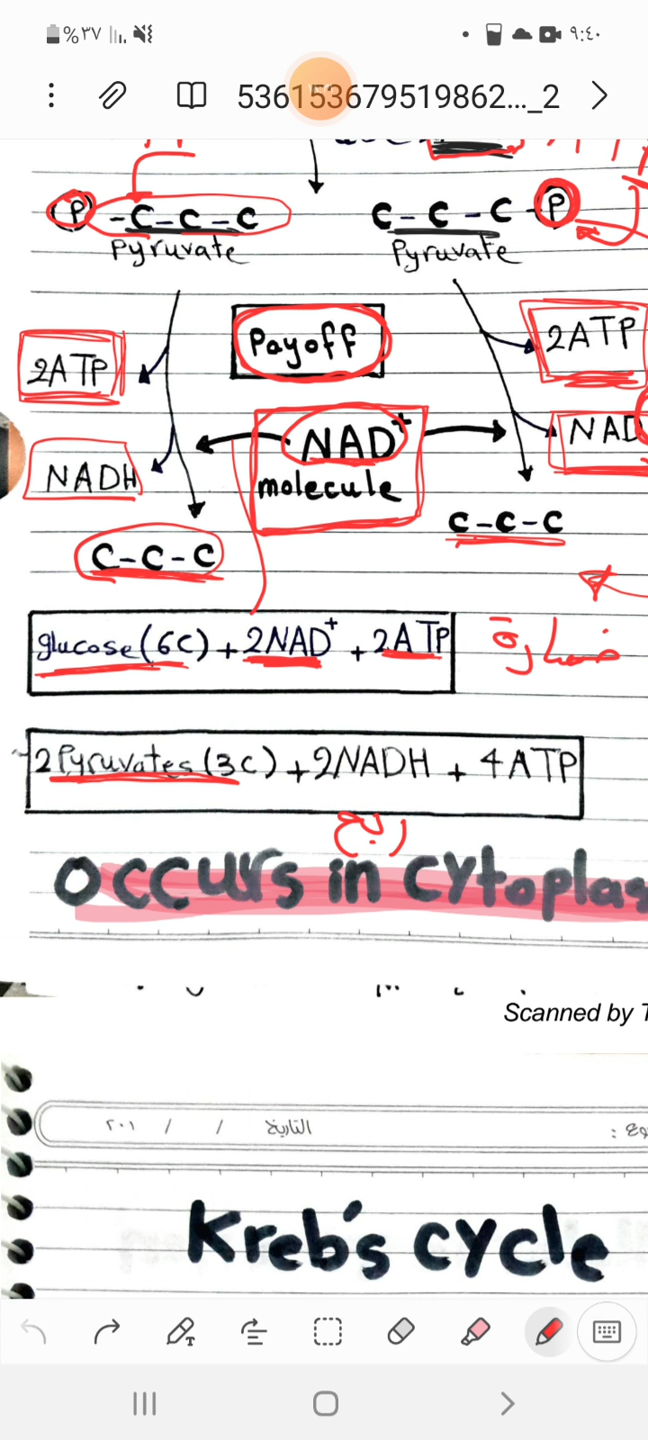 %٣٧ ٩:٤٠
536153679519862..._2
P -C-C-C C-C-C-P
Pyruvate Pyruvate
Payoff
2ATP 2ATP
NAD+
molecule
NADH NAD
C-C-C C-C-C
glucose(6C)+2NAD+ +2ATP خسارة
2Pyruvates(3C)+2NADH + 4ATP
ربح
occurs in cytoplas
Scanned by T
٢٠١ / / التاريخ
Kreb's cycle